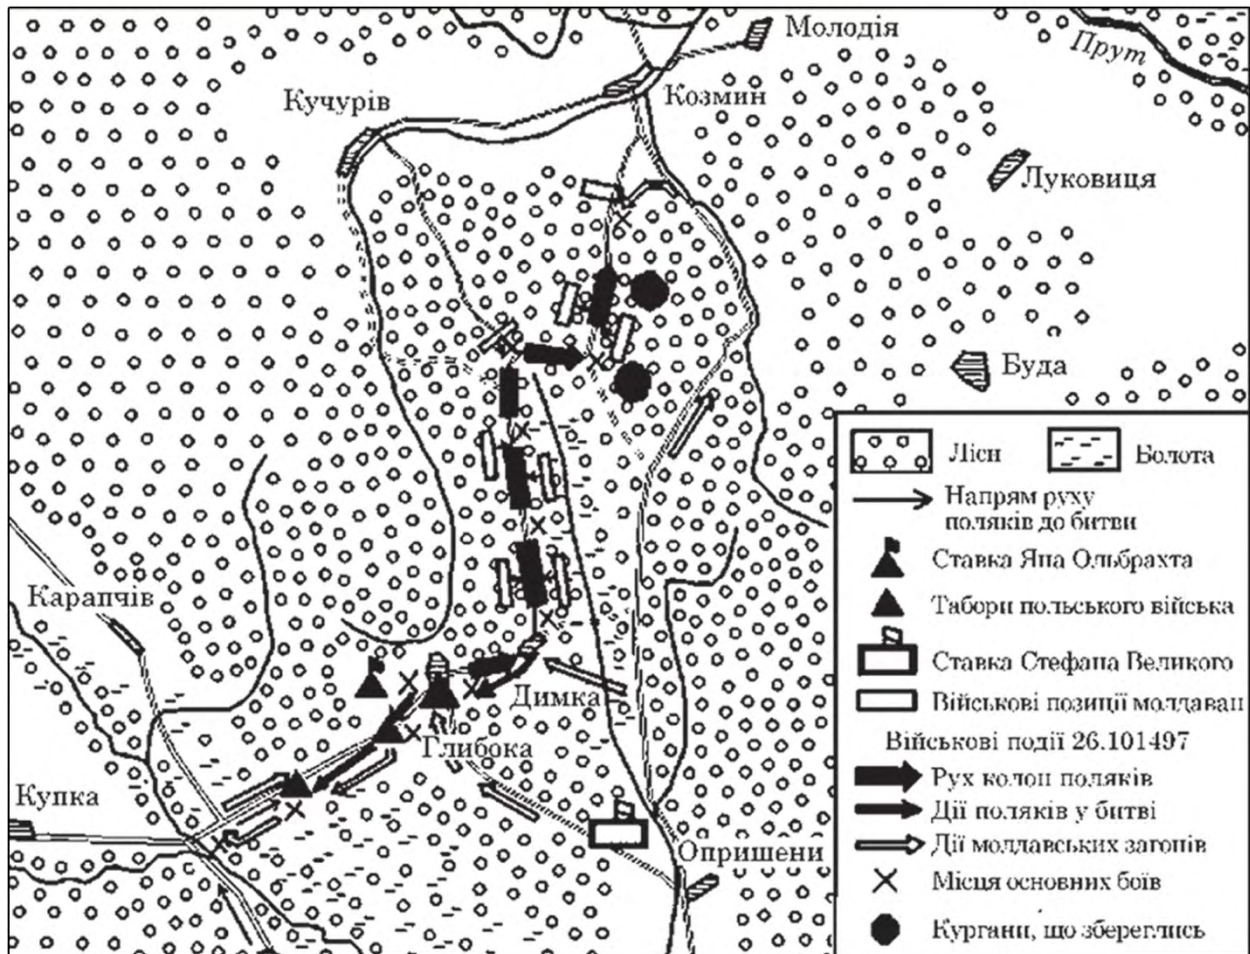 Молодія
Прут
Кучурів
Козмин
Луковиця
Буда
Карапчів
Димка
Глибока
Купка
Опришени
Ліси
Болота
Напрям руху
поляків до битви
Ставка Яна Ольбрахта
Табори польського війська
Ставка Стефана Великого
Військові позиції молдаван
Військові події 26.101497
Рух колон поляків
Дії поляків у битві
Дії молдавських загонів
Місця основних боїв
Кургани, що збереглись